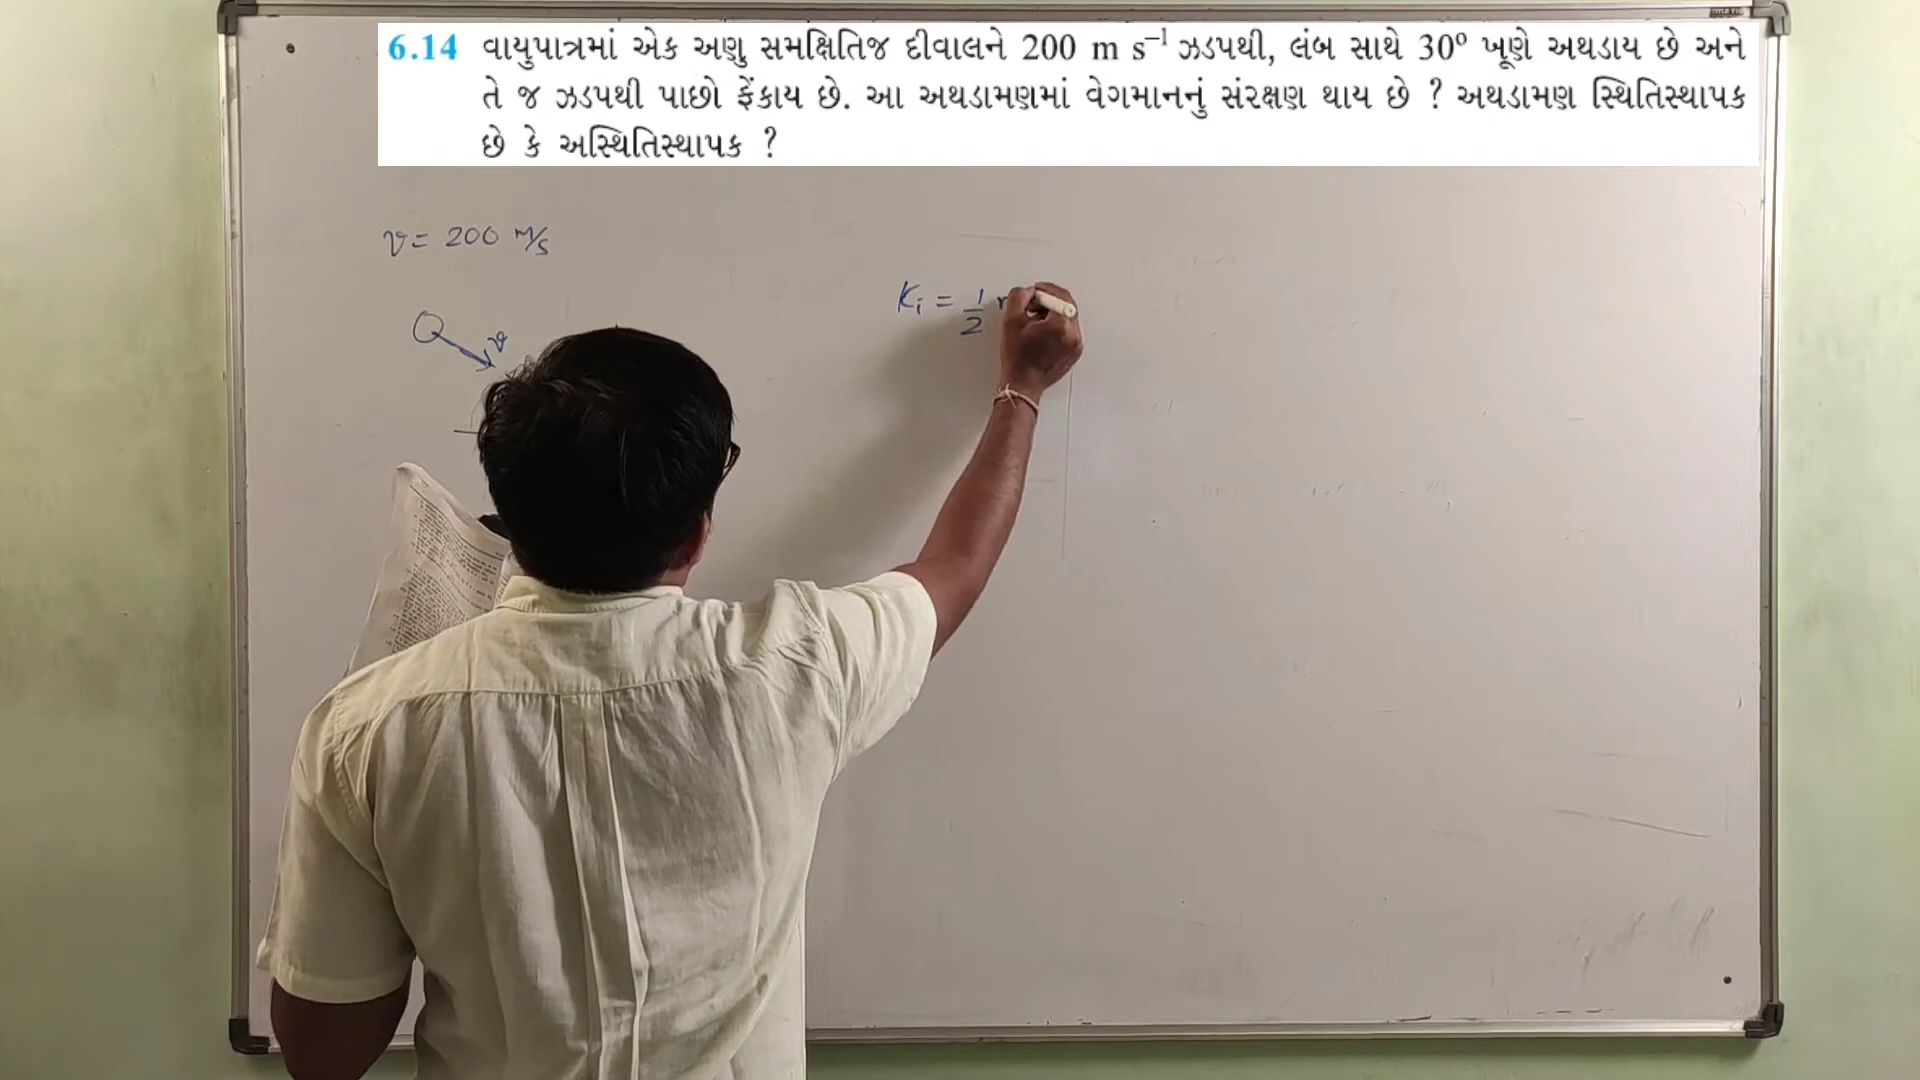 6.14 વાયુપાત્રમાં એક અણુ સમક્ષિતિજ દીવાલને 200 m s⁻¹ ઝડપથી, લંબ સાથે 30° ખૂણે અથડાય છે અને
તે જ ઝડપથી પાછો ફેંકાય છે. આ અથડામણમાં વેગમાનનું સંરક્ષણ થાય છે ? અથડામણ સ્થિતિસ્થાપક
છે કે અસ્થિતિસ્થાપક ?
v = 200 m/s
Ki = 1/2
v